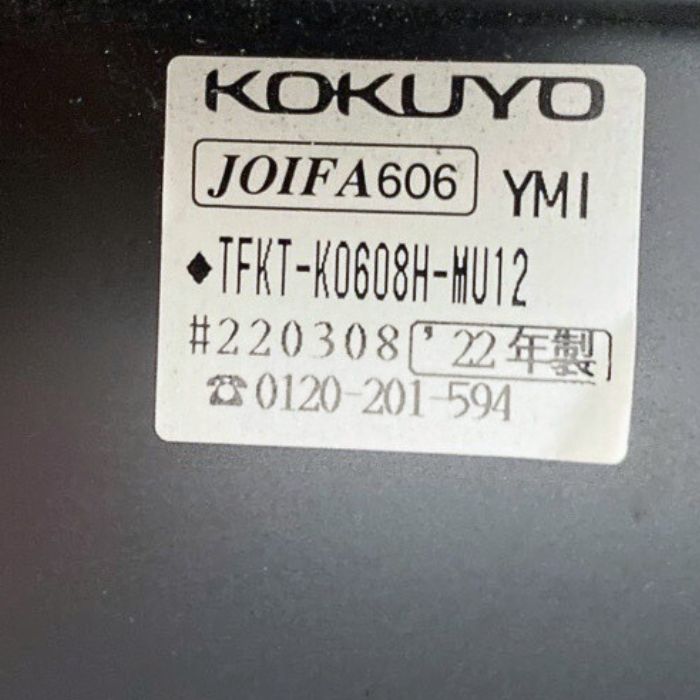 KOKUYO
JOIFA606 YMI
◆TFKT-K0608H-MU12
#220308 '22年製
☎0120-201-594